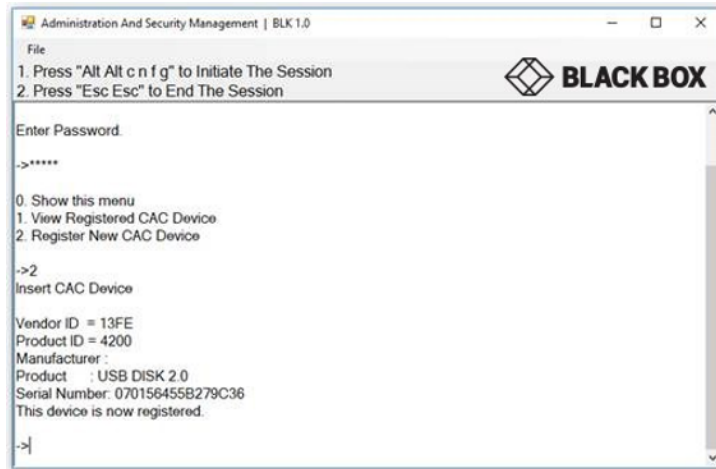 Administration And Security Management | BLK 1.0
File
1. Press "Alt Alt c n f g" to Initiate The Session
2. Press "Esc Esc" to End The Session
BLACK BOX
Enter Password.
->*****
0. Show this menu
1. View Registered CAC Device
2. Register New CAC Device
->2
Insert CAC Device
Vendor ID = 13FE
Product ID = 4200
Manufacturer :
Product : USB DISK 2.0
Serial Number: 070156455B279C36
This device is now registered.
->